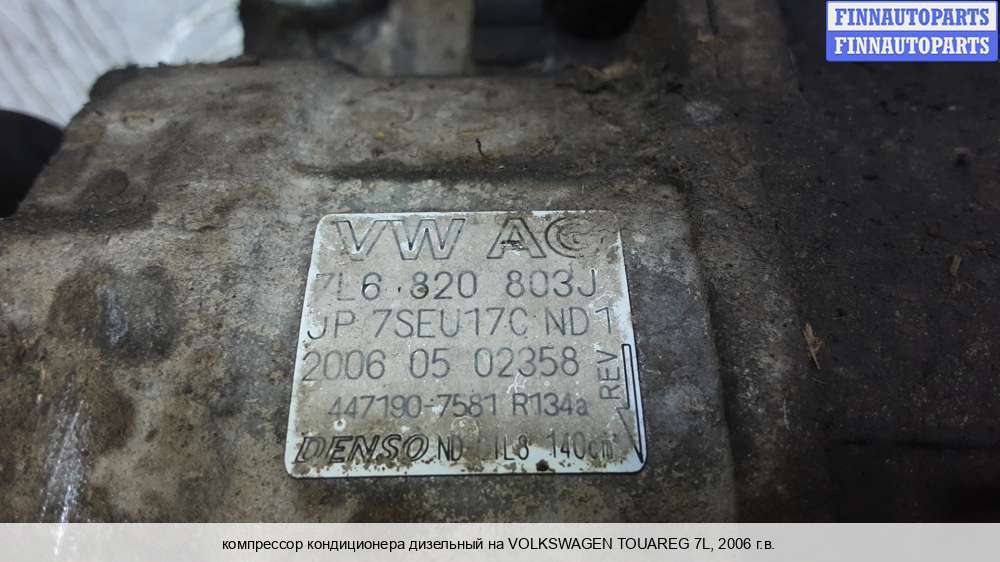 FINNAUTOPARTS
FINNAUTOPARTS
VW AG
7L6 820 803J
JP 7SEU17C ND1
2006 05 02358
REV
447190-7581 R134a
DENSO ND-OIL8 140cm³
компрессор кондиционера дизельный на VOLKSWAGEN TOUAREG 7L, 2006 г.в.